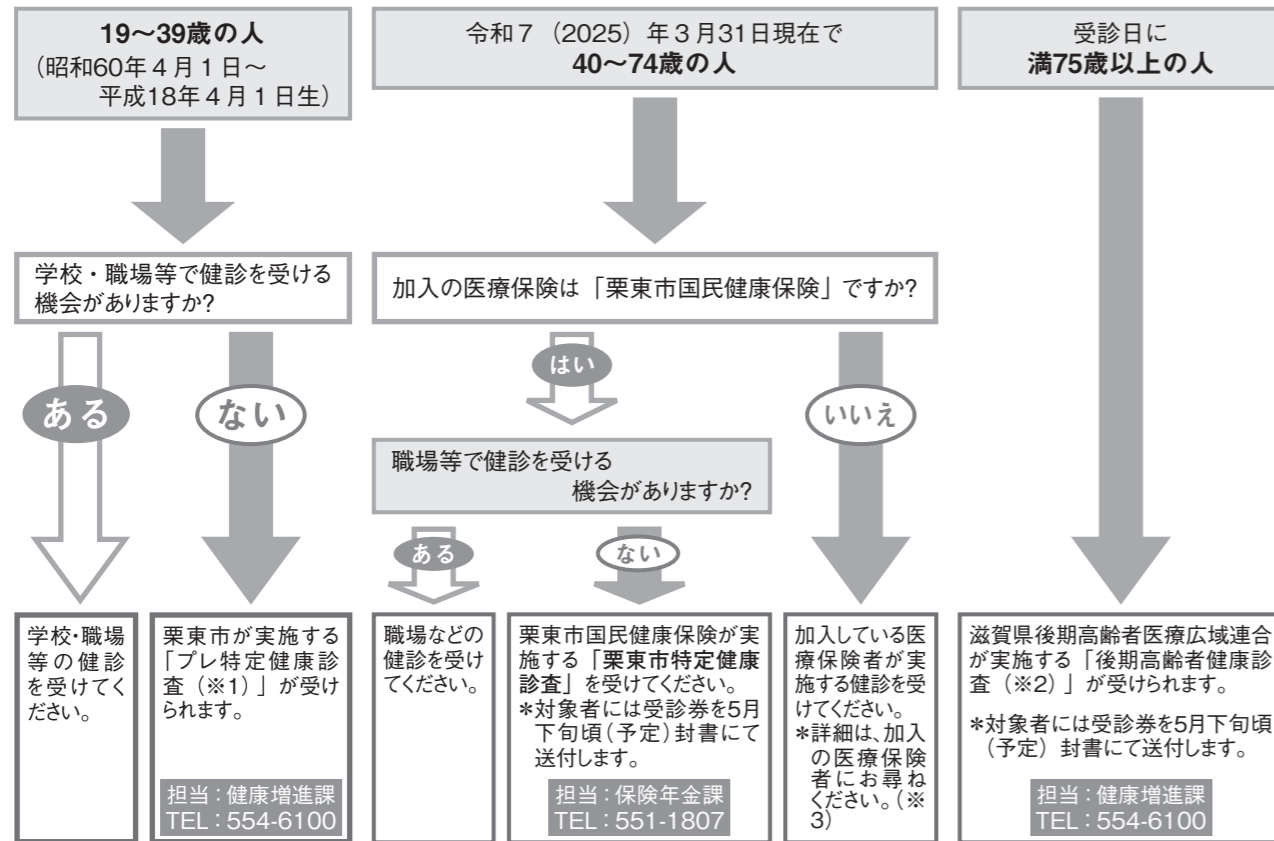 19～39歳の人
（昭和60年４月１日～
平成18年４月１日生）
令和７（2025）年３月31日現在で
40～74歳の人
受診日に
満75歳以上の人
学校・職場等で健診を受ける
機会がありますか?
加入の医療保険は「栗東市国民健康保険」ですか?
ある
ない
はい
いいえ
職場等で健診を受ける
機会がありますか?
ある
ない
学校・職場
等の健診
を受けてく
ださい。
栗東市が実施する
「プレ特定健康診
査（※1）」が受け
られます。
担当：健康増進課
TEL：554-6100
職場などの
健診を受け
てください。
栗東市国民健康保険が実
施する「栗東市特定健康
診査」を受けてください。
＊対象者には受診券を5月
下旬頃（予定）封書にて
送付します。
担当：保険年金課
TEL：551-1807
加入している医
療保険者が実
施する健診を受
けてください。
＊詳細は、加入
の医療保険
者にお尋ね
ください。（※
3）
滋賀県後期高齢者医療広域連合
が実施する「後期高齢者健康診
査（※2）」が受けられます。
＊対象者には受診券を5月下旬頃
（予定）封書にて送付します。
担当：健康増進課
TEL：554-6100